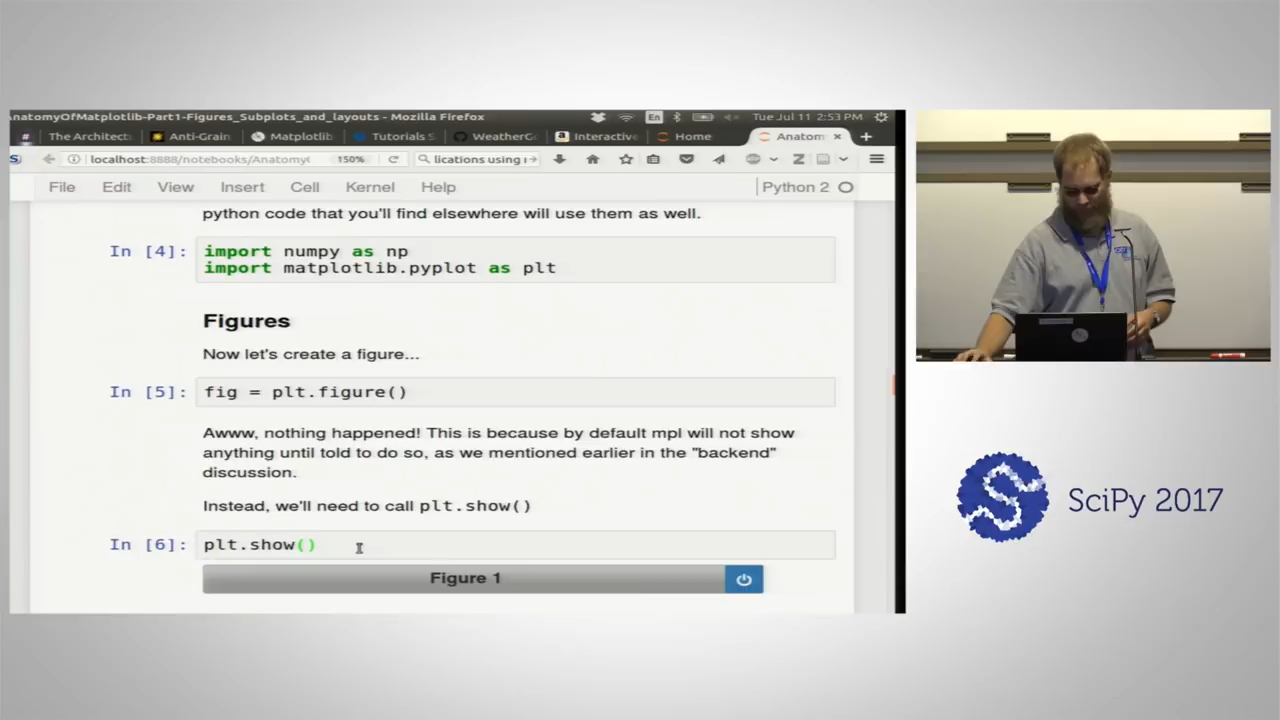 AnatomyOfMatplotlib-Part1-Figures_Subplots_and_layouts - Mozilla Firefox
En
Tue Jul 11 2:53 PM
# The Architect Anti-Grain Matplotlib Tutorials S WeatherGe Interactive Home Anatom × +
S localhost:8888/notebooks/Anatomy 150% lications using Z
File Edit View Insert Cell Kernel Help Python 2
python code that you'll find elsewhere will use them as well.
In [4]: import numpy as np
import matplotlib.pyplot as plt
Figures
Now let's create a figure...
In [5]: fig = plt.figure()
Awww, nothing happened! This is because by default mpl will not show
anything until told to do so, as we mentioned earlier in the "backend"
discussion.
Instead, we'll need to call plt.show()
In [6]: plt.show()
Figure 1
S
SciPy 2017